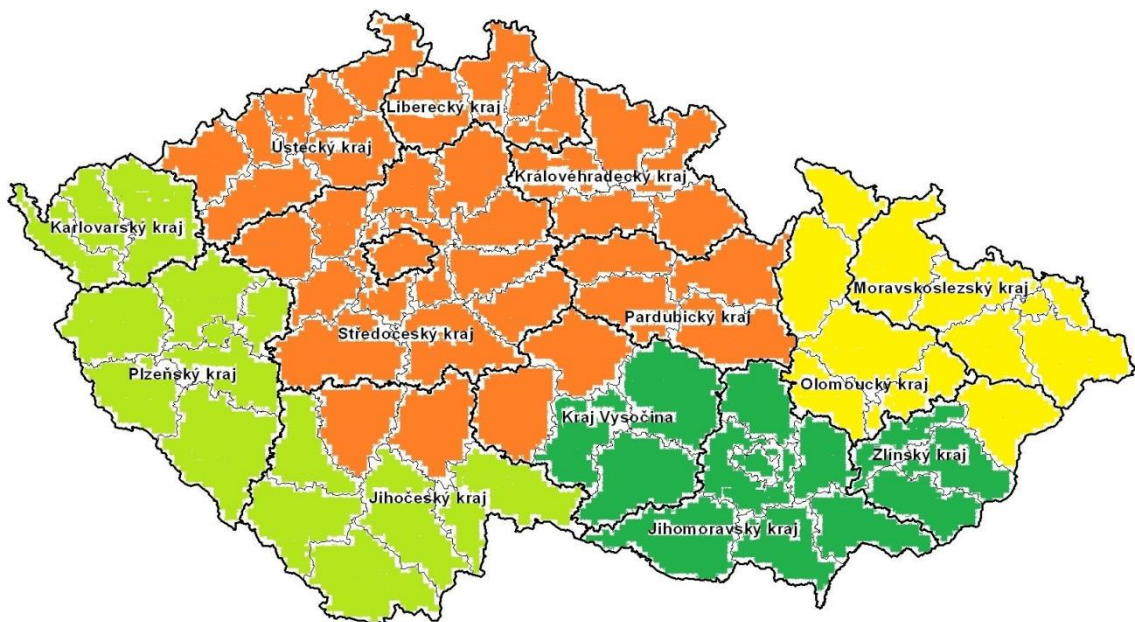 Liberecký kraj
Ústecký kraj
Královéhradecký kraj
Karlovarský kraj
Moravskoslezský kraj
Pardubický kraj
Středočeský kraj
Plzeňský kraj
Olomoucký kraj
Kraj Vysočina
Zlínský kraj
Jihočeský kraj
Jihomoravský kraj